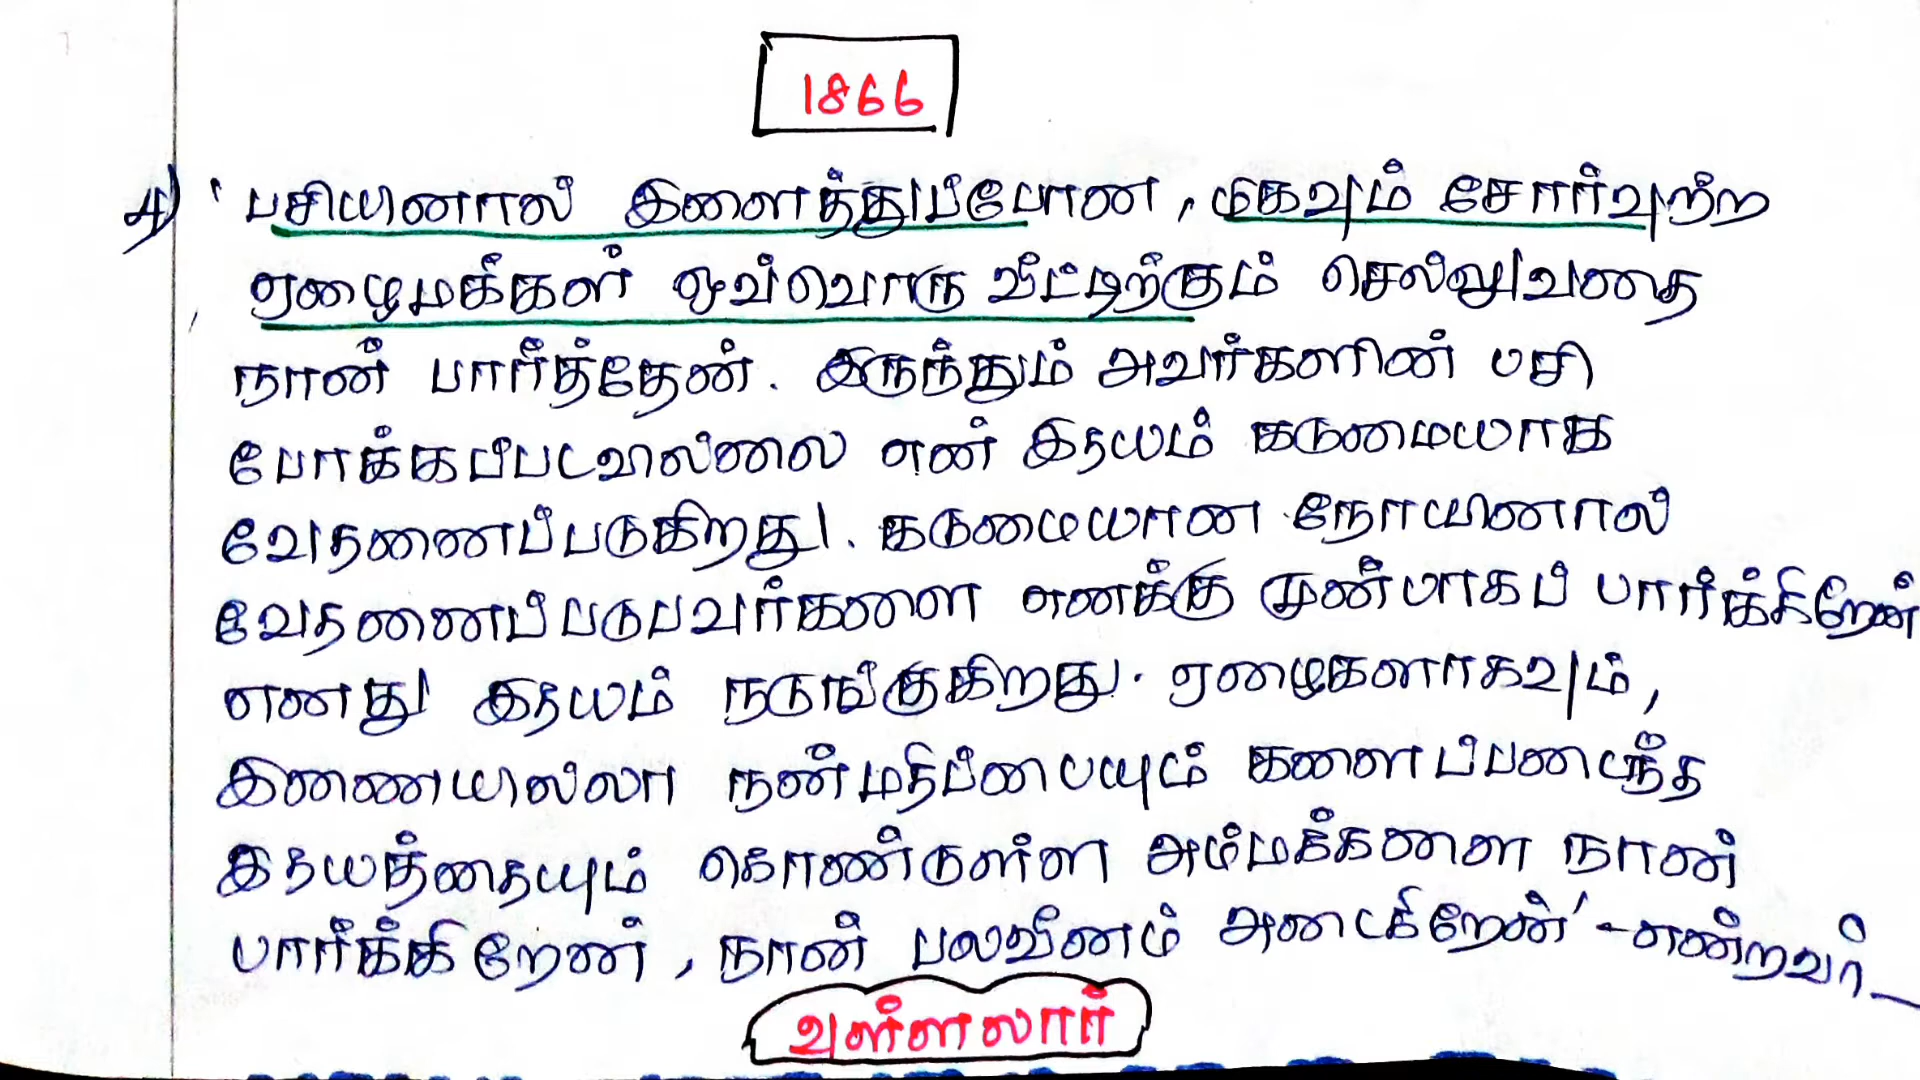 1866
4) ' பசியினால் இளைத்துப்போன, மிகவும் சோர்வுற்ற
ஏழைமக்கள் ஒவ்வொரு வீட்டிற்கும் செல்லுவதை
நான் பார்த்தேன். இருந்தும் அவர்களின் பசி
போக்கப்படவில்லை என் இதயம் கடுமையாக
வேதனைப்படுகிறது. கடுமையான நோயினால்
வேதனைப்படுபவர்களை எனக்கு முன்பாகப் பார்க்கிறேன்
எனது இதயம் நடுங்குகிறது. ஏழைகளாகவும்,
இணையில்லா நன்மதிப்பையும் களைப்படைந்த
இதயத்தையும் கொண்டுள்ள அம்மக்களை நான்
பார்க்கிறேன், நான் பலவீனம் அடைகிறேன்' - என்றவர் -
வள்ளலார்